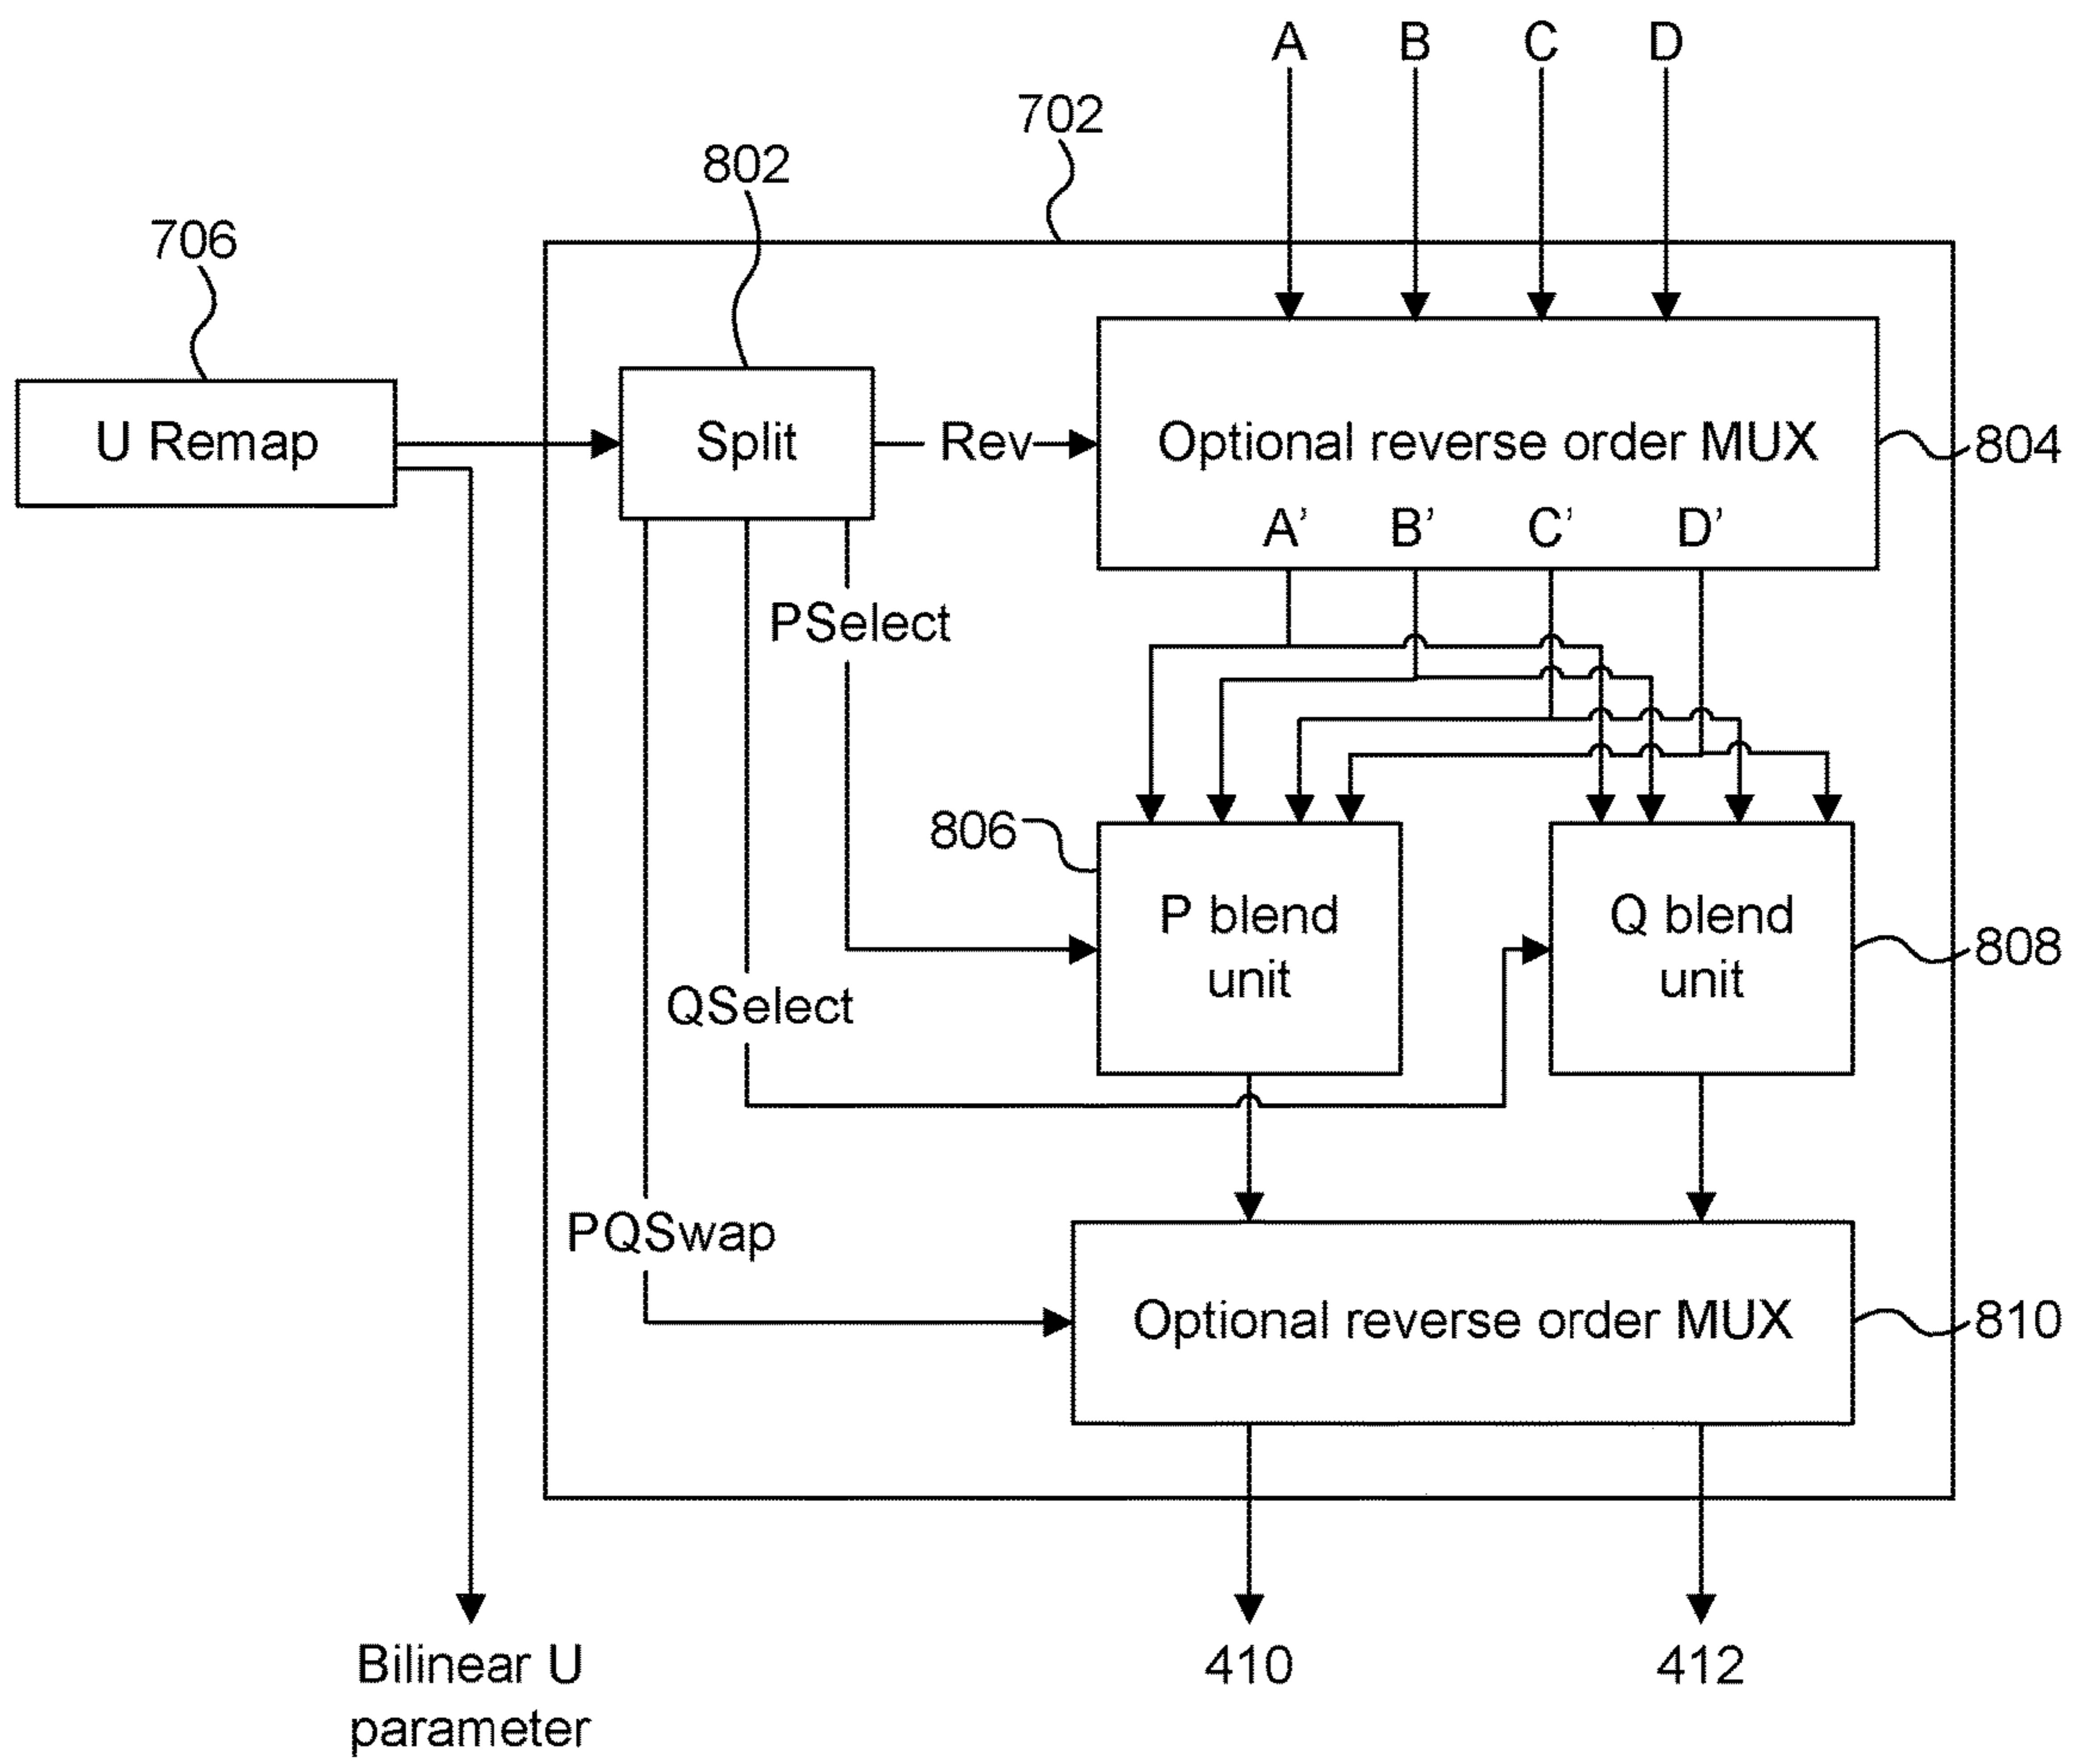 A B C D
702
802
706
U Remap
Split
Rev
Optional reverse order MUX
804
A’ B’ C’ D’
PSelect
806
P blend
unit
Q blend
unit
808
QSelect
PQSwap
Optional reverse order MUX
810
Bilinear U
parameter
410
412